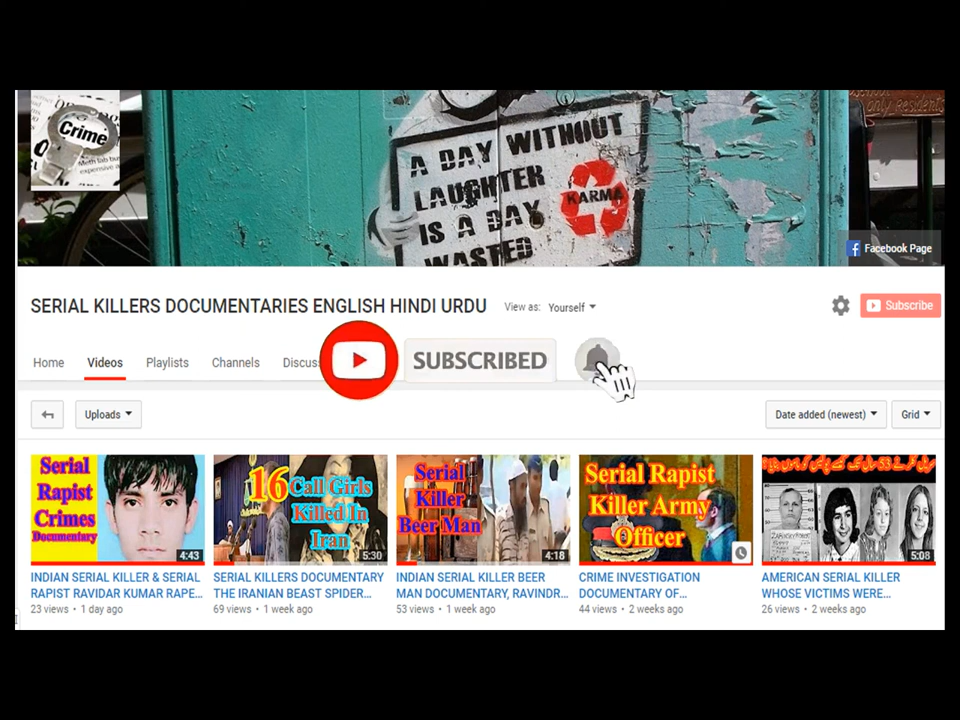 Crime
A DAY WITHOUT
LAUGHTER
IS A DAY
WASTED
KARMA
only Residents
Facebook Page
SERIAL KILLERS DOCUMENTARIES ENGLISH HINDI URDU
View as: Yourself
Subscribe
Home Videos Playlists Channels Discuss
SUBSCRIBED
Uploads
Date added (newest)
Grid
Serial
Rapist
Crimes
Documentary
4:43
INDIAN SERIAL KILLER & SERIAL
RAPIST RAVIDAR KUMAR RAPE...
23 views • 1 day ago
16 Call Girls
Killed In
Iran
5:30
SERIAL KILLERS DOCUMENTARY
THE IRANIAN BEAST SPIDER...
69 views • 1 week ago
Serial
Killer
Beer Man
4:18
INDIAN SERIAL KILLER BEER
MAN DOCUMENTARY, RAVINDR...
53 views • 1 week ago
Serial Rapist
Killer Army
Officer
CRIME INVESTIGATION
DOCUMENTARY OF...
44 views • 2 weeks ago
5:08
AMERICAN SERIAL KILLER
WHOSE VICTIMS WERE...
26 views • 2 weeks ago